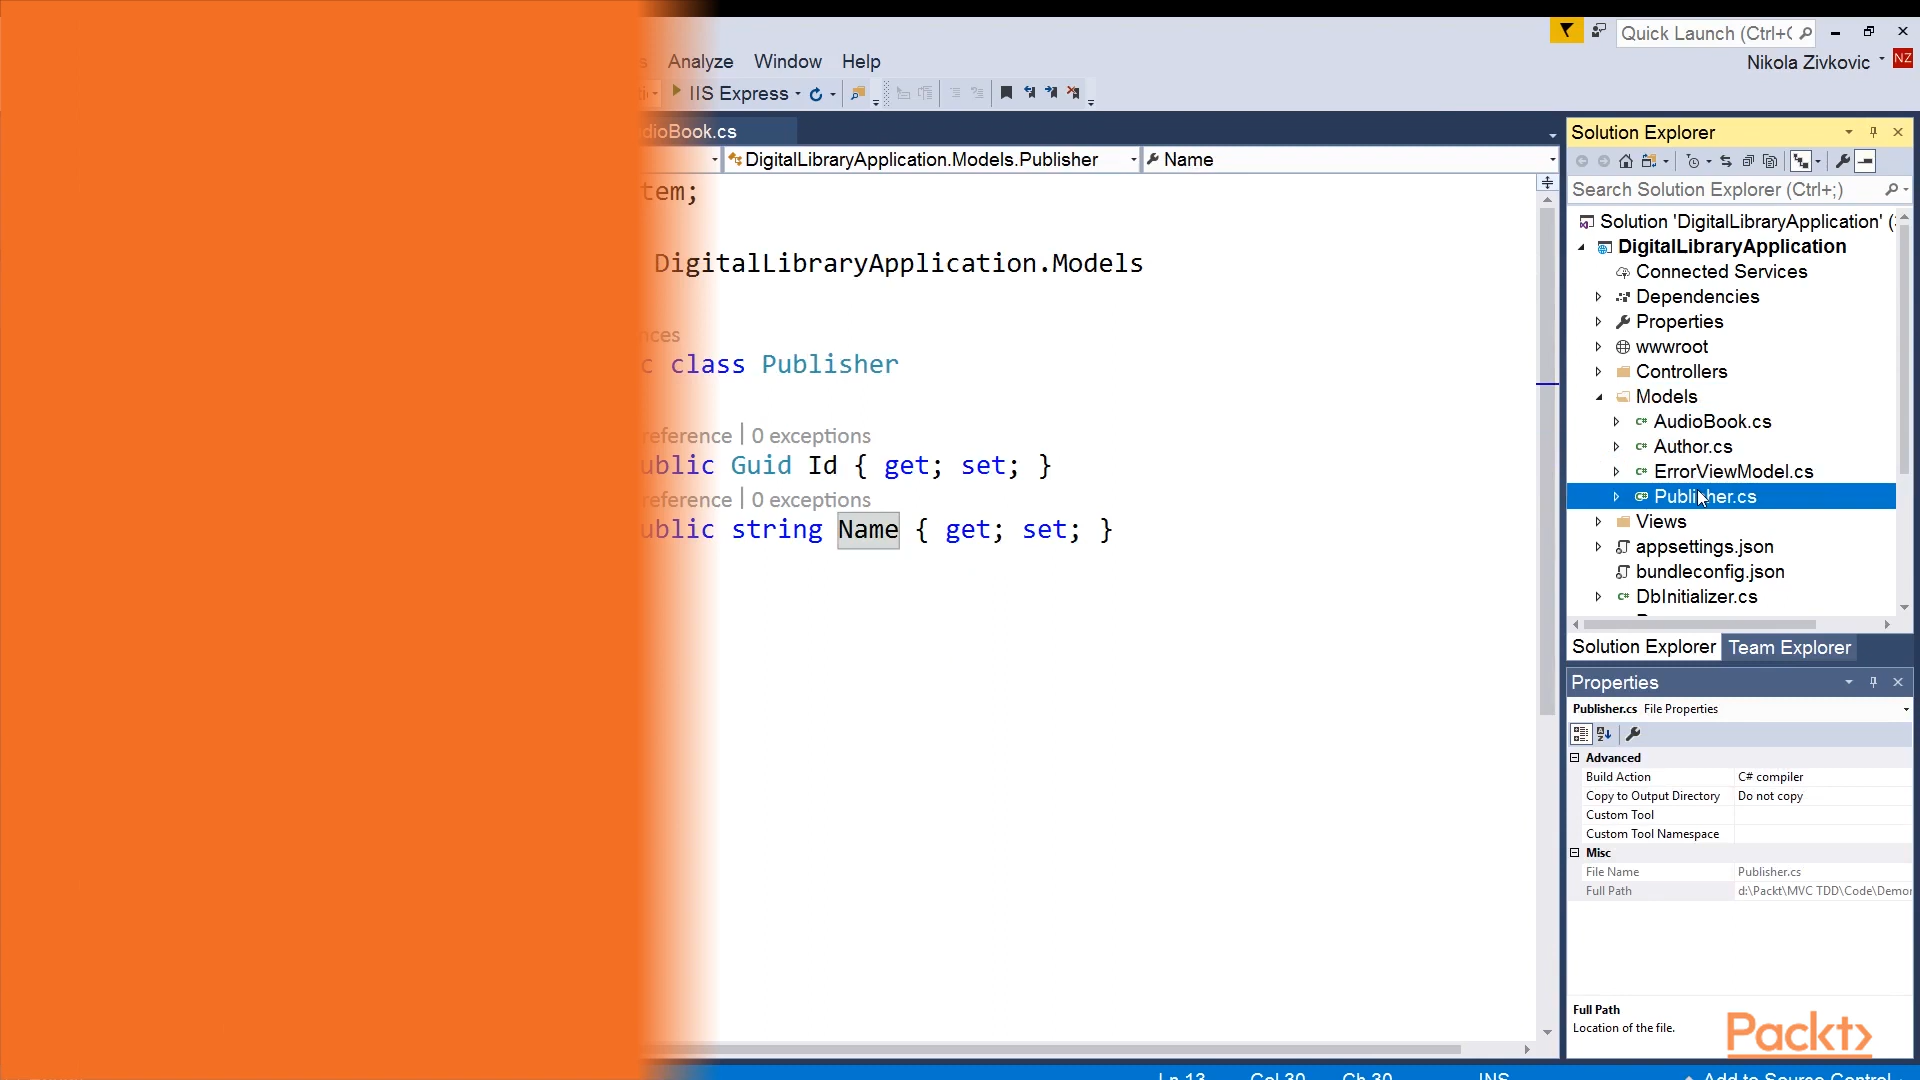 Quick Launch (Ctrl+Q
Analyze Window Help
Nikola Zivkovic NZ
IIS Express
dioBook.cs
DigitalLibraryApplication.Models.Publisher
Name
tem;
DigitalLibraryApplication.Models
nces
c class Publisher
reference | 0 exceptions
ublic Guid Id { get; set; }
reference | 0 exceptions
ublic string Name { get; set; }
Solution Explorer
Search Solution Explorer (Ctrl+;)
Solution 'DigitalLibraryApplication' (
DigitalLibraryApplication
Connected Services
Dependencies
Properties
wwwroot
Controllers
Models
C# AudioBook.cs
C# Author.cs
C# ErrorViewModel.cs
C# Publisher.cs
Views
appsettings.json
bundleconfig.json
C# DbInitializer.cs
Solution Explorer Team Explorer
Properties
Publisher.cs File Properties
Advanced
Build Action C# compiler
Copy to Output Directory Do not copy
Custom Tool
Custom Tool Namespace
Misc
File Name Publisher.cs
Full Path d:\Packt\MVC TDD\Code\Demon
Full Path
Location of the file.
Packt>
Ln 13 Col 30 Ch 30 INS Add to Source Control